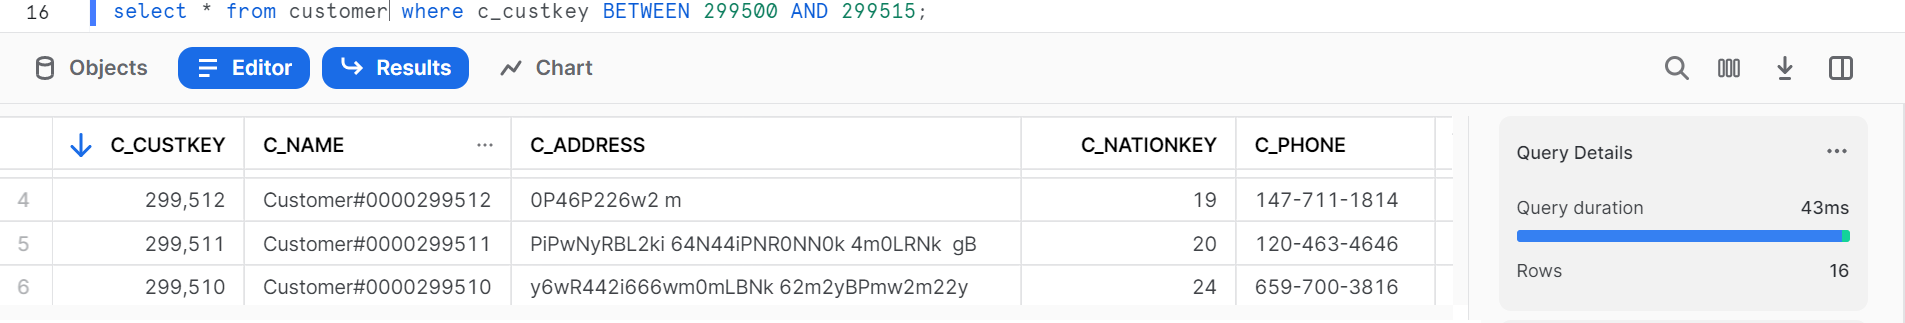 16 select * from customer where c_custkey BETWEEN 299500 AND 299515;
Objects Editor Results Chart
C_CUSTKEY C_NAME ... C_ADDRESS C_NATIONKEY C_PHONE
4 299,512 Customer#0000299512 0P46P226w2 m 19 147-711-1814
5 299,511 Customer#0000299511 PiPwNyRBL2ki 64N44iPNR0NN0k 4m0LRNk  gB 20 120-463-4646
6 299,510 Customer#0000299510 y6wR442i666wm0mLBNk 62m2yBPmw2m22y 24 659-700-3816
Query Details ...
Query duration 43ms
Rows 16